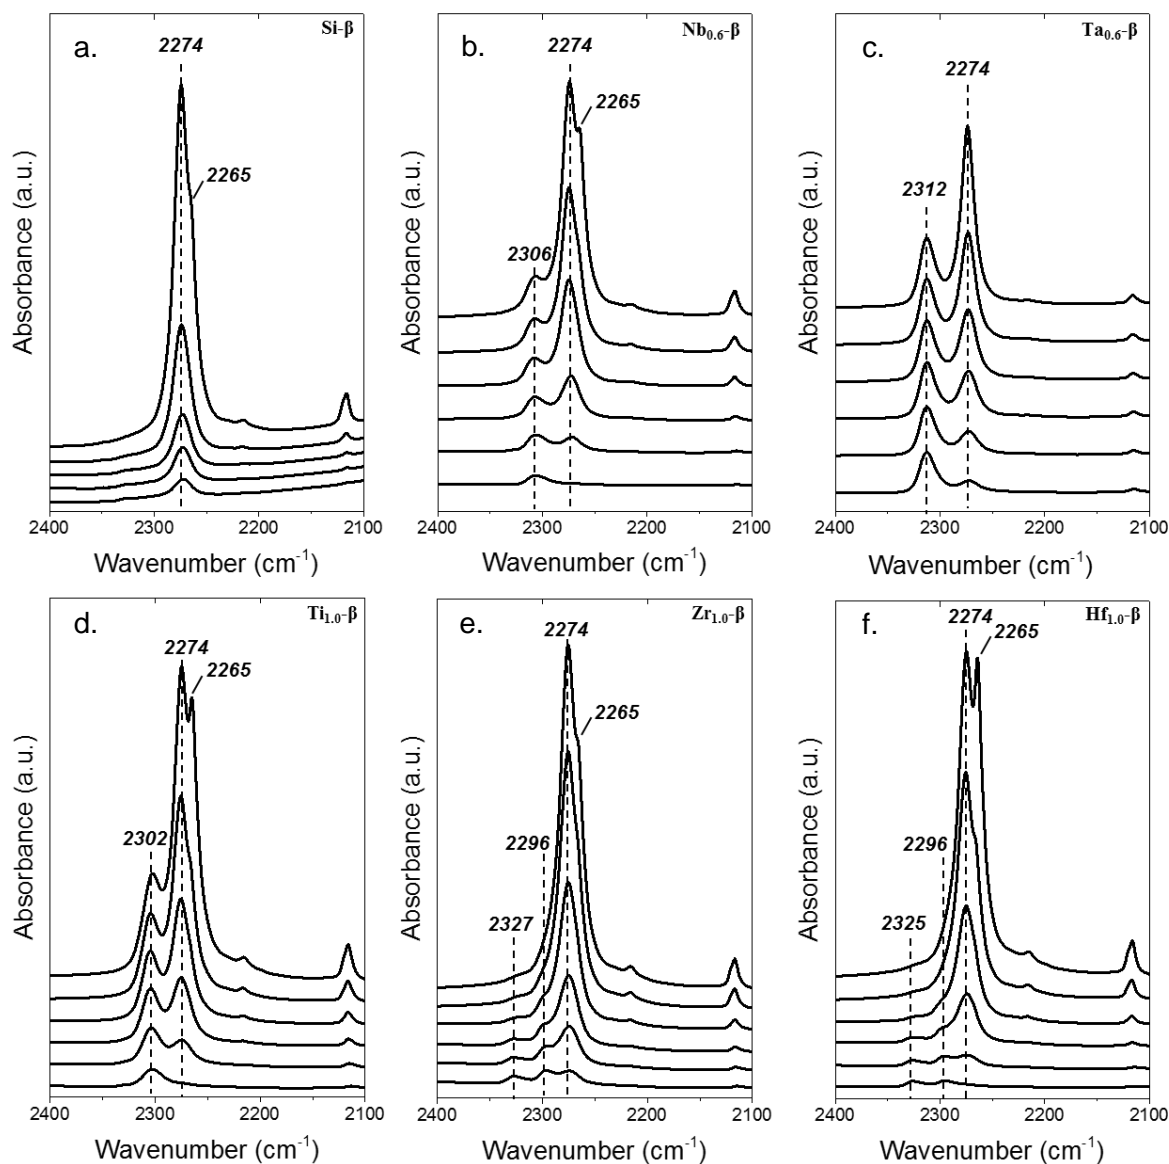 a.
Si-β
2274
2265
Absorbance (a.u.)
2400 2300 2200 2100
Wavenumber (cm⁻¹)
b.
Nb₀.₆-β
2274
2265
2306
Absorbance (a.u.)
2400 2300 2200 2100
Wavenumber (cm⁻¹)
c.
Ta₀.₆-β
2274
2312
Absorbance (a.u.)
2400 2300 2200 2100
Wavenumber (cm⁻¹)
d.
Ti₁.₀-β
2274
2265
2302
Absorbance (a.u.)
2400 2300 2200 2100
Wavenumber (cm⁻¹)
e.
Zr₁.₀-β
2274
2265
2296
2327
Absorbance (a.u.)
2400 2300 2200 2100
Wavenumber (cm⁻¹)
f.
Hf₁.₀-β
2274
2265
2296
2325
Absorbance (a.u.)
2400 2300 2200 2100
Wavenumber (cm⁻¹)